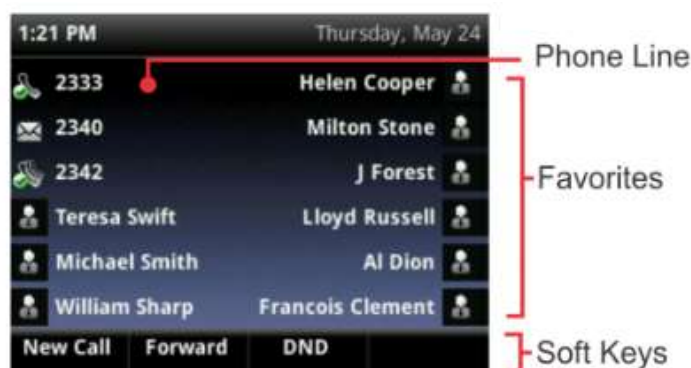 1:21 PM Thursday, May 24
Phone Line
2333 Helen Cooper
2340 Milton Stone
2342 J Forest
Favorites
Teresa Swift Lloyd Russell
Michael Smith Al Dion
William Sharp Francois Clement
New Call Forward DND
Soft Keys